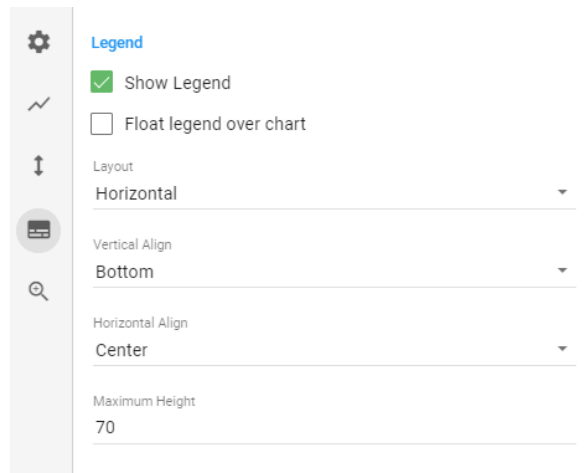 Legend
Show Legend
Float legend over chart
Layout
Horizontal
Vertical Align
Bottom
Horizontal Align
Center
Maximum Height
70